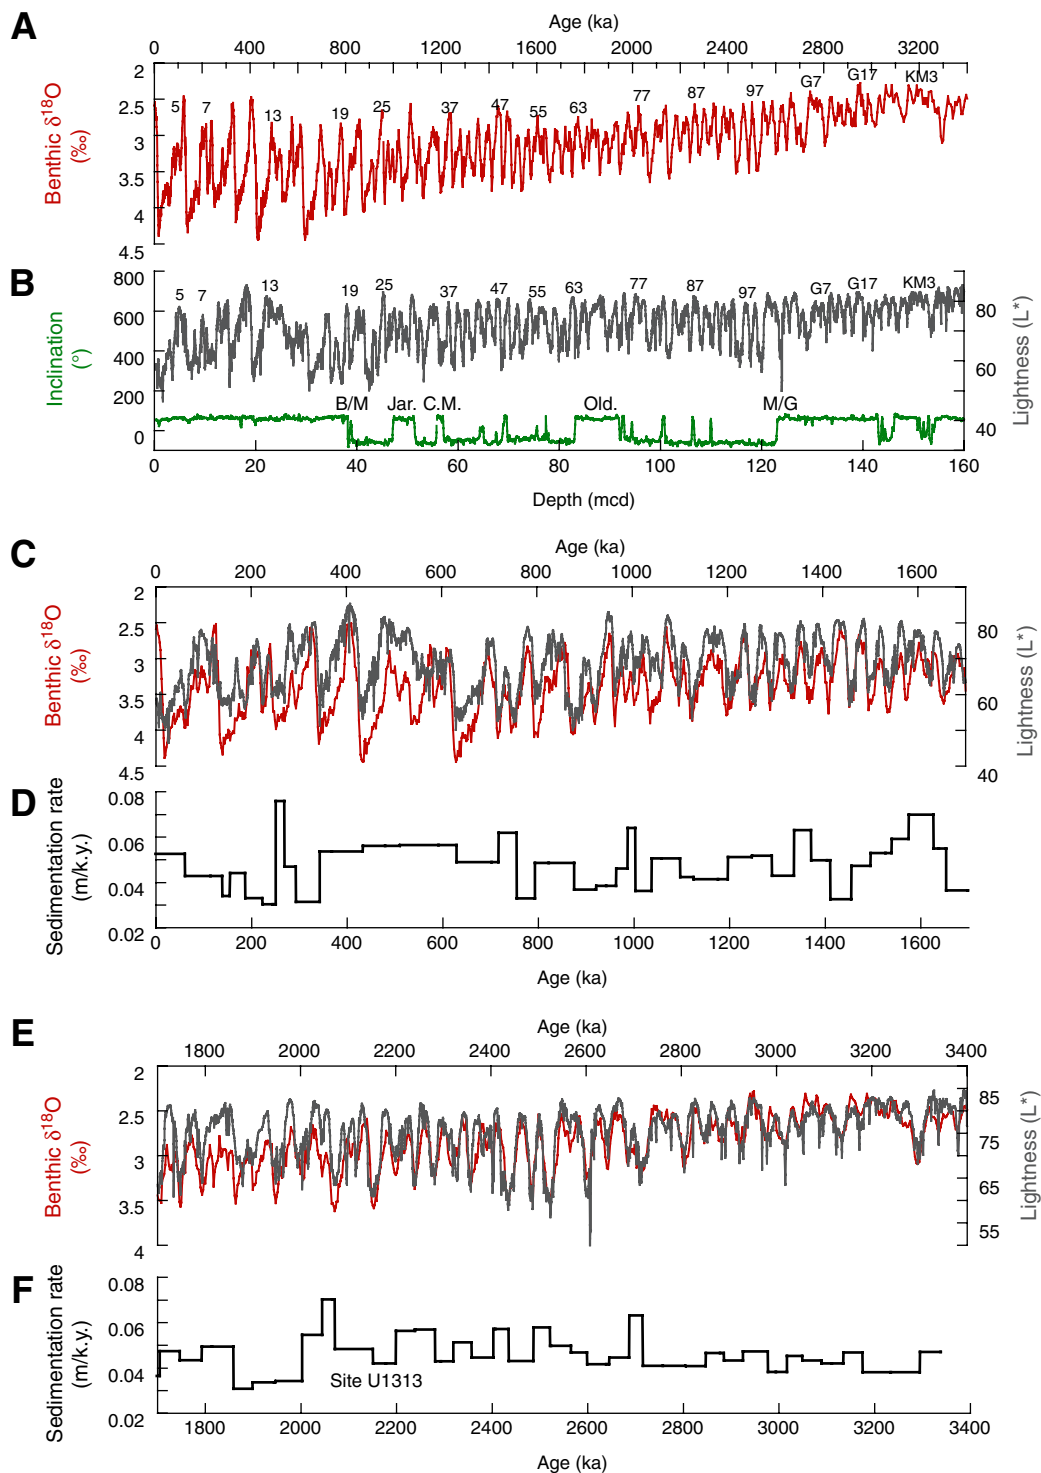 A
Age (ka)
0 400 800 1200 1600 2000 2400 2800 3200
Benthic δ18O
(‰)
2
2.5
3
3.5
4
4.5
5 7 13 19 25 37 47 55 63 77 87 97 G7 G17 KM3
B
Inclination
(°)
800
600
400
200
0
5 7 13 19 25 37 47 55 63 77 87 97 G7 G17 KM3
80
60
40
Lightness (L*)
B/M Jar. C.M. Old. M/G
0 20 40 60 80 100 120 140 160
Depth (mcd)
C
Age (ka)
0 200 400 600 800 1000 1200 1400 1600
Benthic δ18O
(‰)
2
2.5
3
3.5
4
4.5
80
60
40
Lightness (L*)
D
Sedimentation rate
(m/k.y.)
0.08
0.06
0.04
0.02
0 200 400 600 800 1000 1200 1400 1600
Age (ka)
E
Age (ka)
1800 2000 2200 2400 2600 2800 3000 3200 3400
Benthic δ18O
(‰)
2
2.5
3
3.5
4
85
75
65
55
Lightness (L*)
F
Sedimentation rate
(m/k.y.)
0.08
0.06
0.04
0.02
Site U1313
1800 2000 2200 2400 2600 2800 3000 3200 3400
Age (ka)